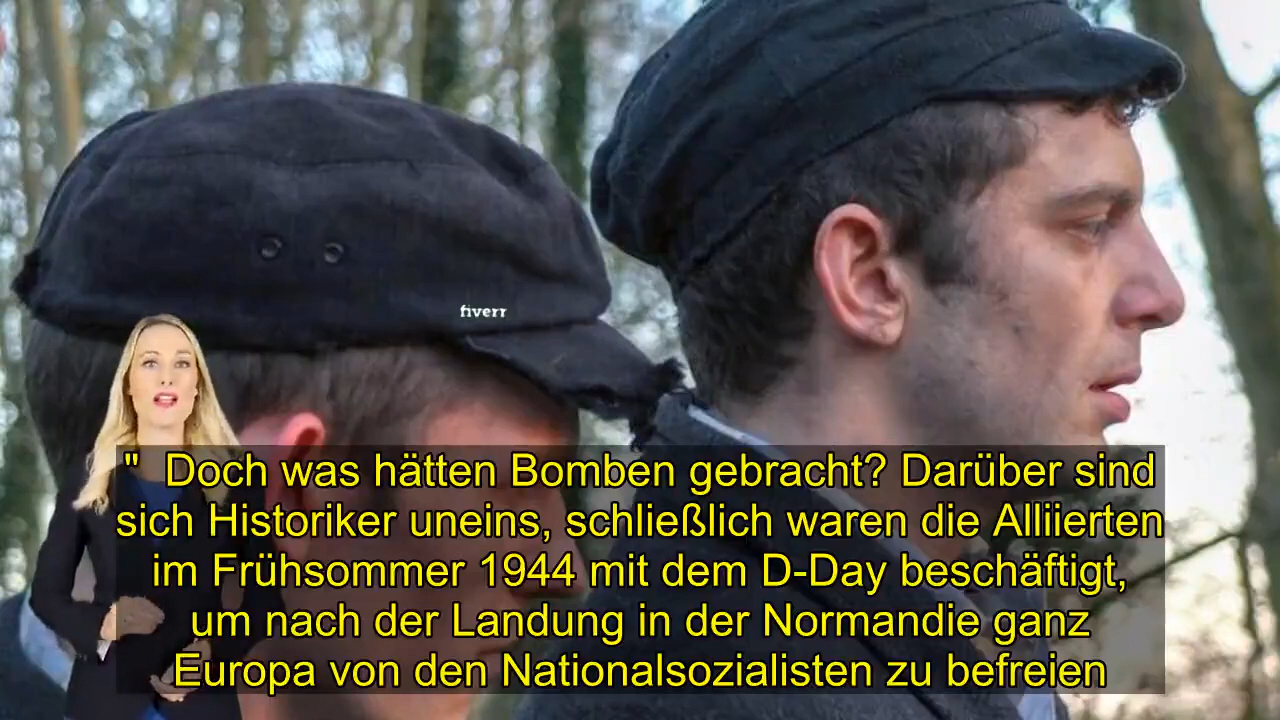 fiverr
" Doch was hätten Bomben gebracht? Darüber sind
sich Historiker uneins, schließlich waren die Alliierten
im Frühsommer 1944 mit dem D-Day beschäftigt,
um nach der Landung in der Normandie ganz
Europa von den Nationalsozialisten zu befreien